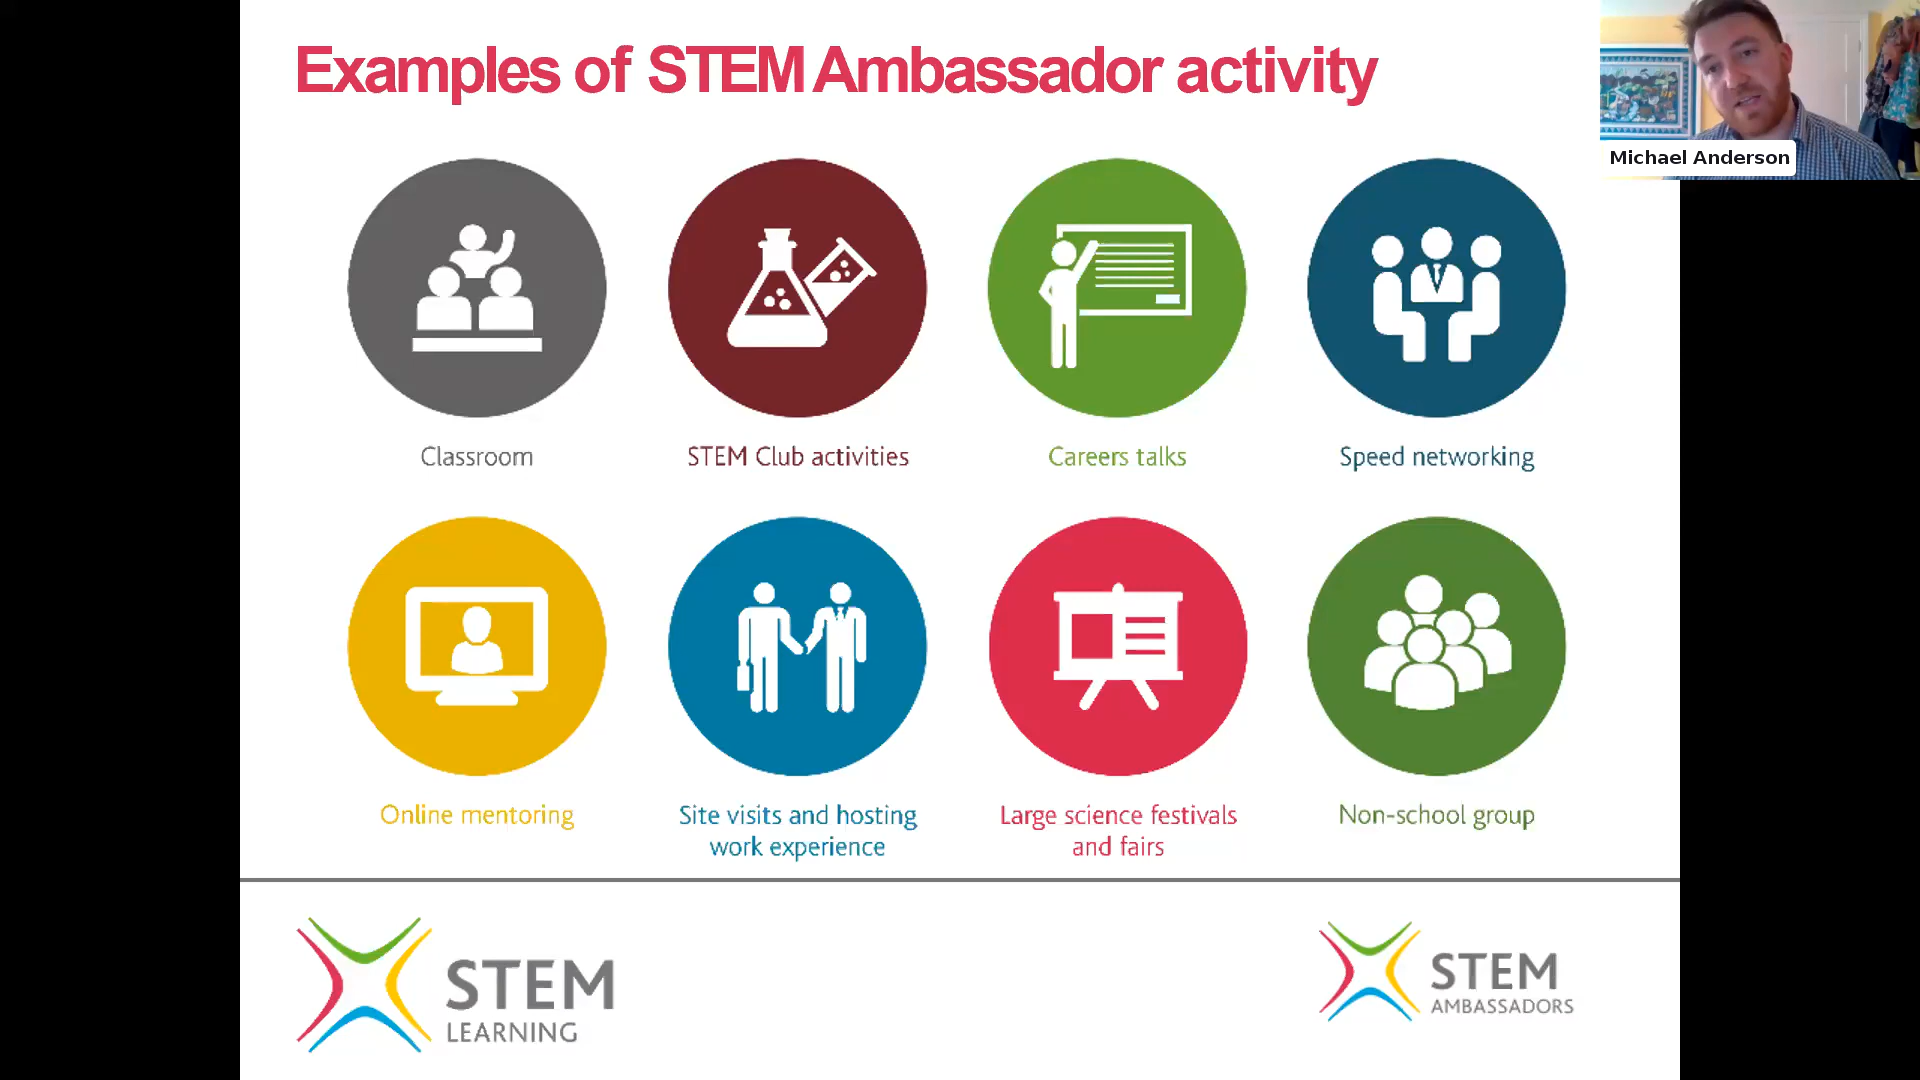 Examples of STEM Ambassador activity
Michael Anderson
Classroom
STEM Club activities
Careers talks
Speed networking
Online mentoring
Site visits and hosting
work experience
Large science festivals
and fairs
Non-school group
STEM
LEARNING
STEM
AMBASSADORS